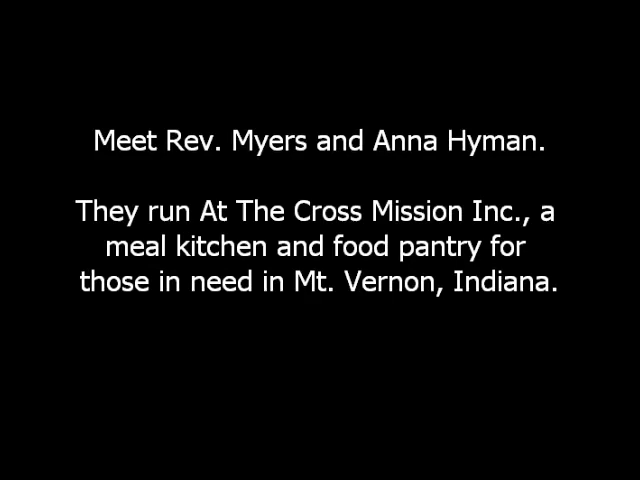 Meet Rev. Myers and Anna Hyman.
They run At The Cross Mission Inc., a
meal kitchen and food pantry for
those in need in Mt. Vernon, Indiana.